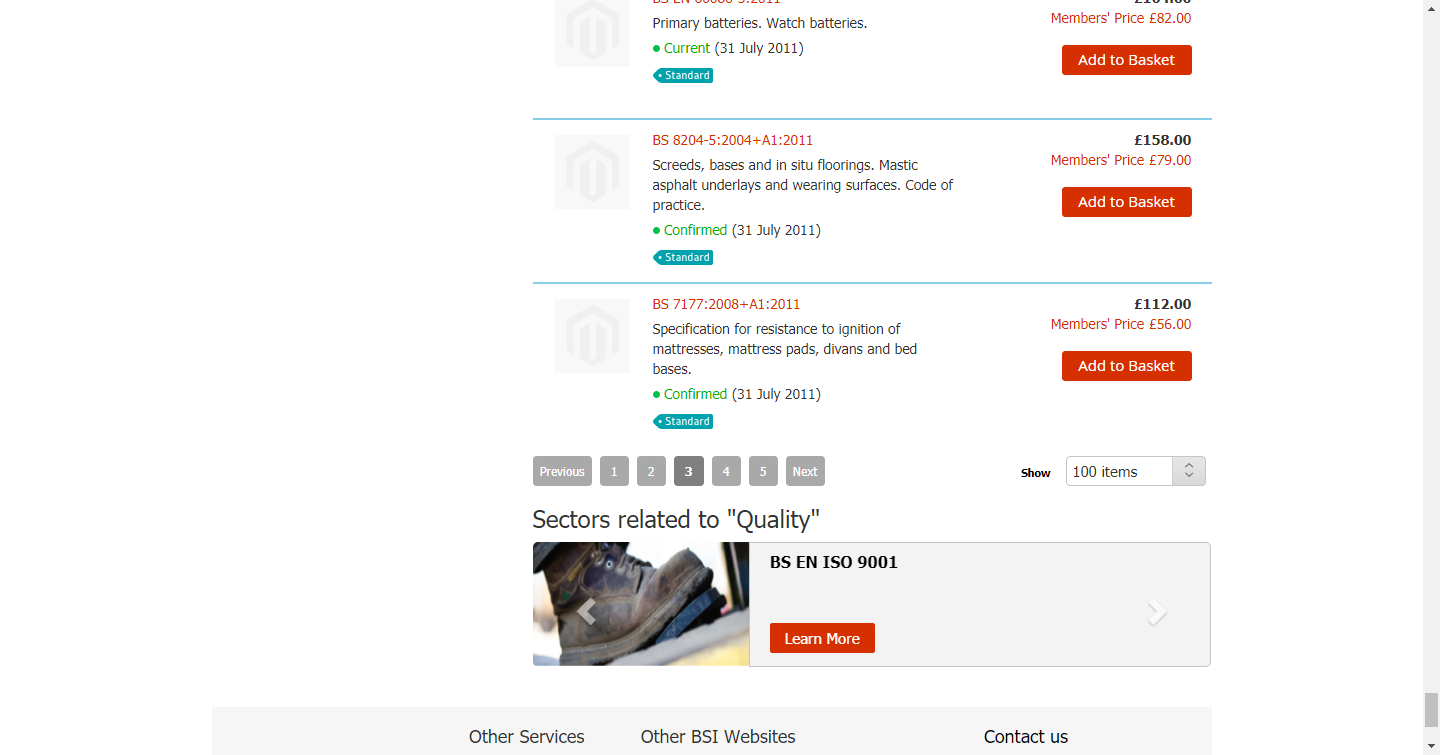 Primary batteries. Watch batteries.
Members' Price £82.00
Current (31 July 2011)
Add to Basket
Standard
BS 8204-5:2004+A1:2011
£158.00
Members' Price £79.00
Screeds, bases and in situ floorings. Mastic
asphalt underlays and wearing surfaces. Code of
practice.
Add to Basket
Confirmed (31 July 2011)
Standard
BS 7177:2008+A1:2011
£112.00
Members' Price £56.00
Specification for resistance to ignition of
mattresses, mattress pads, divans and bed
bases.
Add to Basket
Confirmed (31 July 2011)
Standard
Previous 1 2 3 4 5 Next
Show 100 items
Sectors related to "Quality"
BS EN ISO 9001
Learn More
Other Services
Other BSI Websites
Contact us